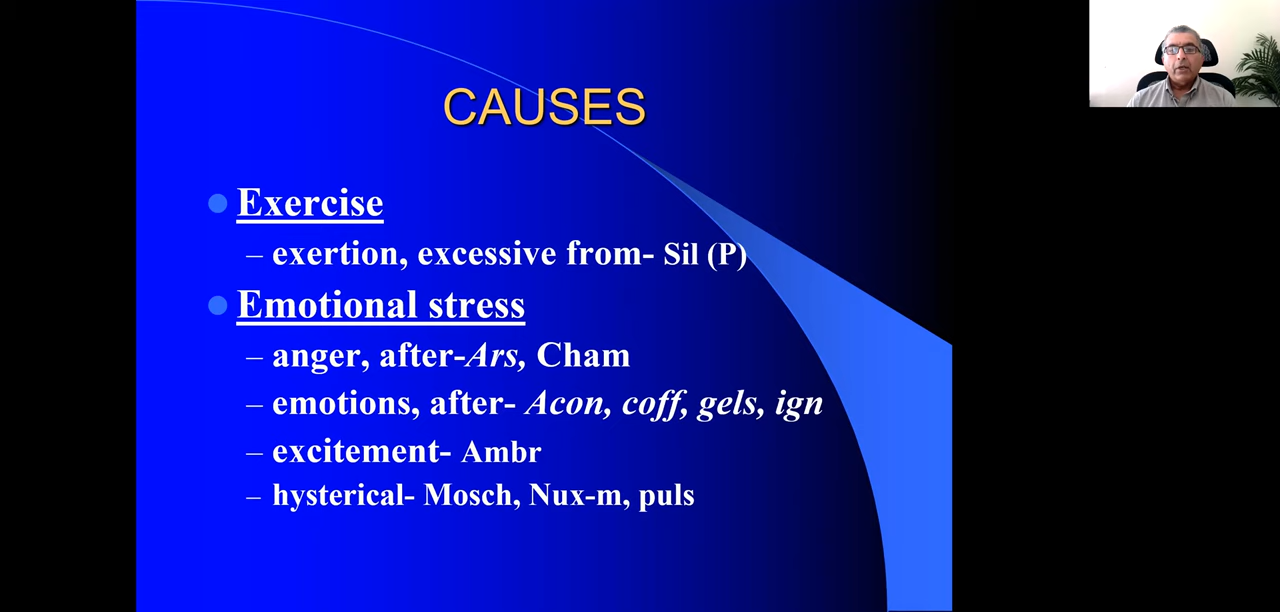 CAUSES
Exercise
– exertion, excessive from- Sil (P)
Emotional stress
– anger, after-Ars, Cham
– emotions, after- Acon, coff, gels, ign
– excitement- Ambr
– hysterical- Mosch, Nux-m, puls